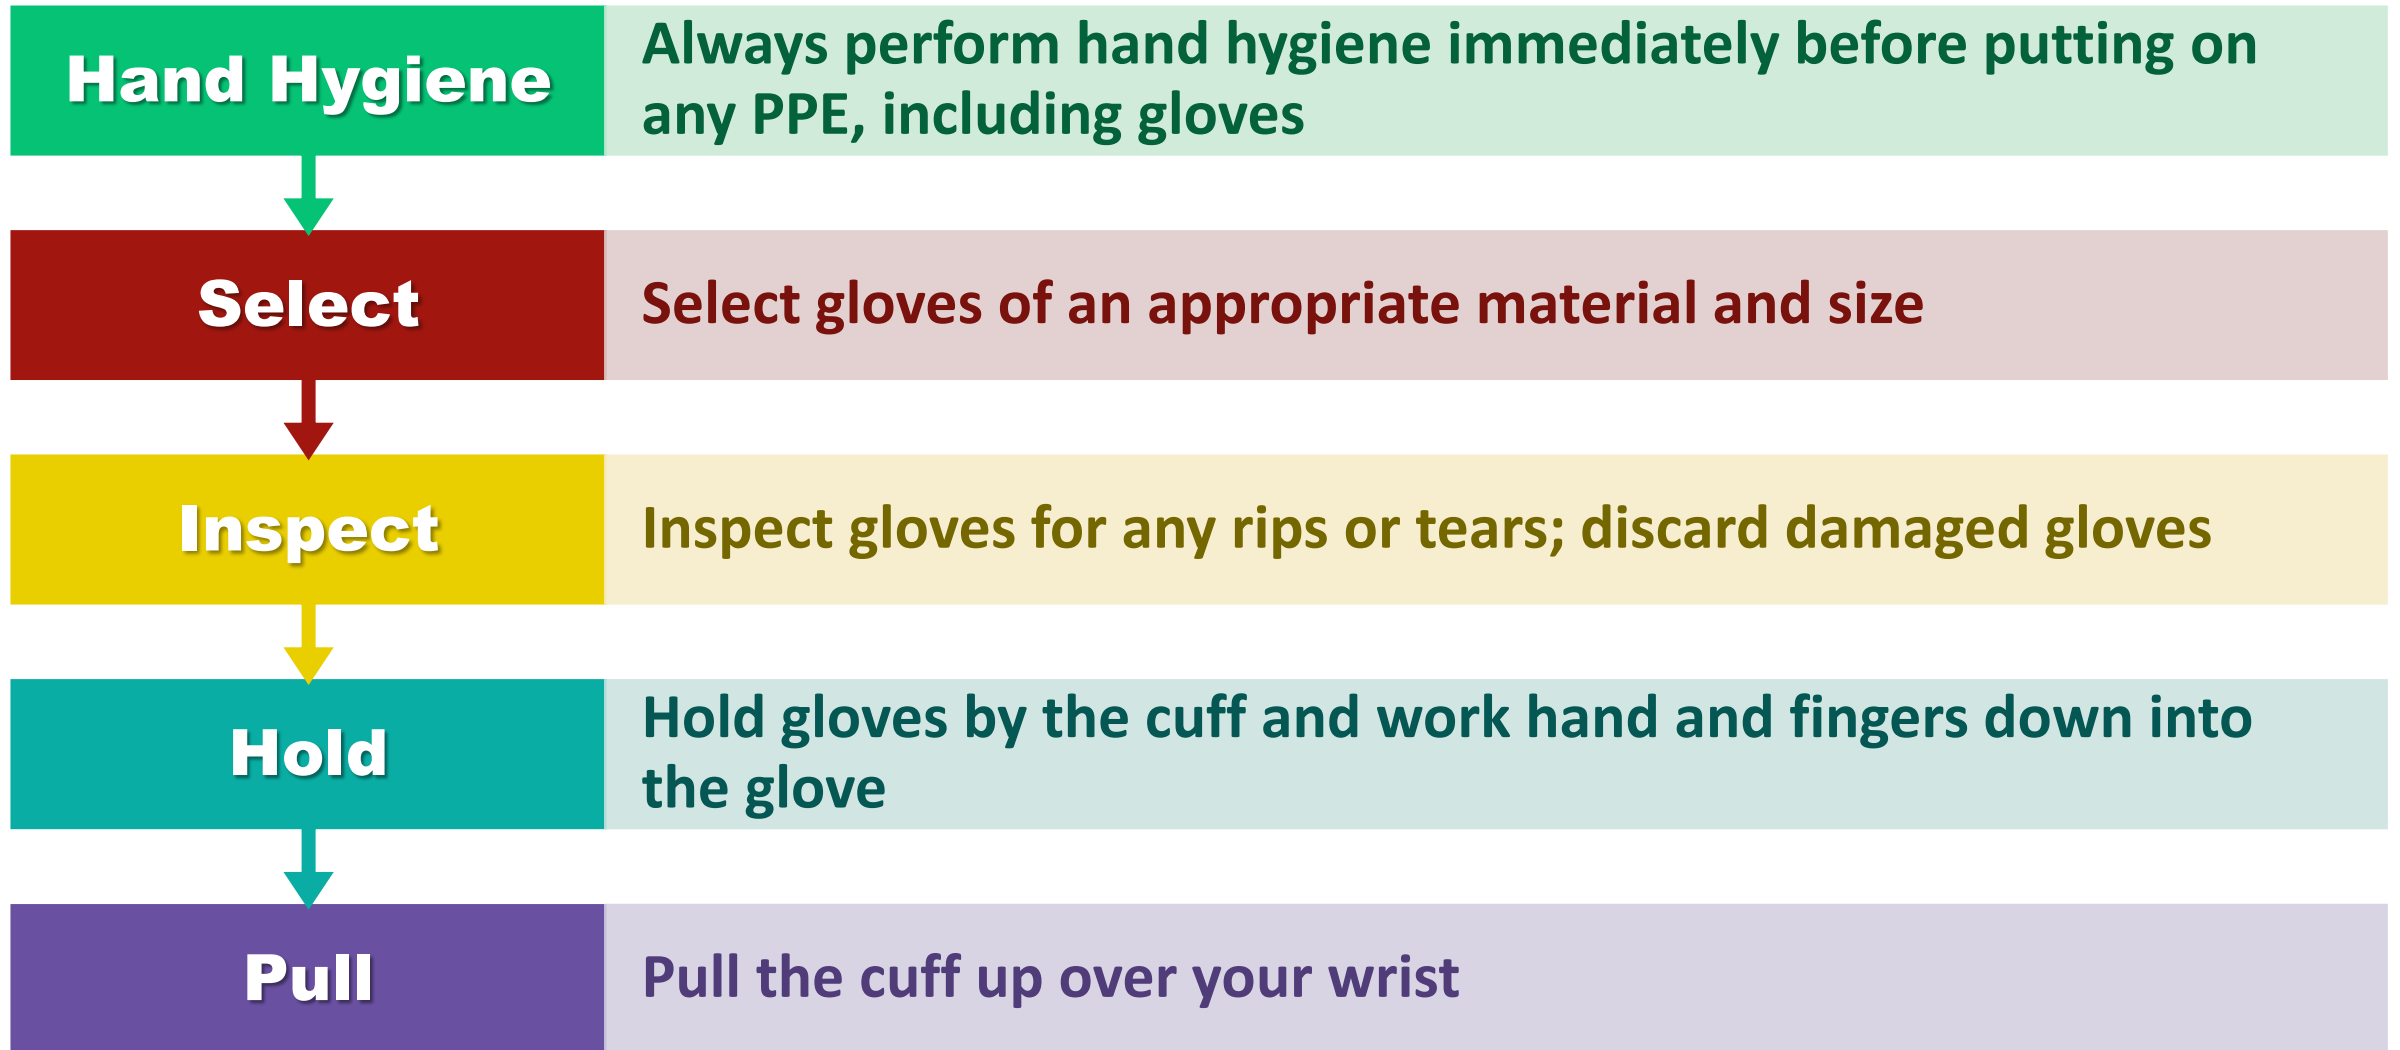 Hand Hygiene
Always perform hand hygiene immediately before putting on
any PPE, including gloves
Select
Select gloves of an appropriate material and size
Inspect
Inspect gloves for any rips or tears; discard damaged gloves
Hold
Hold gloves by the cuff and work hand and fingers down into
the glove
Pull
Pull the cuff up over your wrist